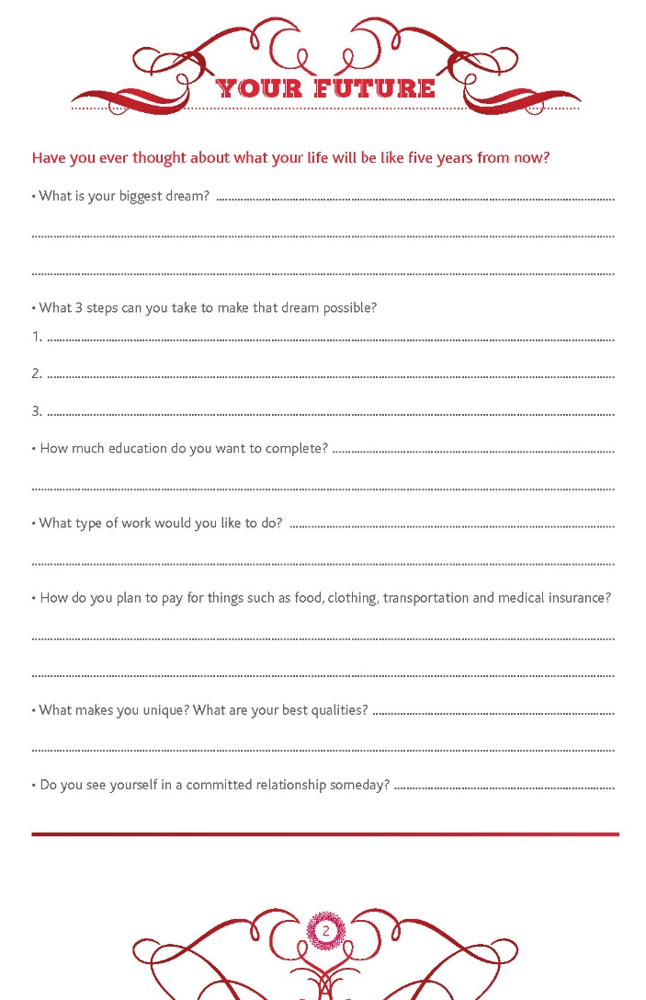 YOUR FUTURE
Have you ever thought about what your life will be like five years from now?
• What is your biggest dream?
• What 3 steps can you take to make that dream possible?
1.
2.
3.
• How much education do you want to complete?
• What type of work would you like to do?
• How do you plan to pay for things such as food, clothing, transportation and medical insurance?
• What makes you unique? What are your best qualities?
• Do you see yourself in a committed relationship someday?
2